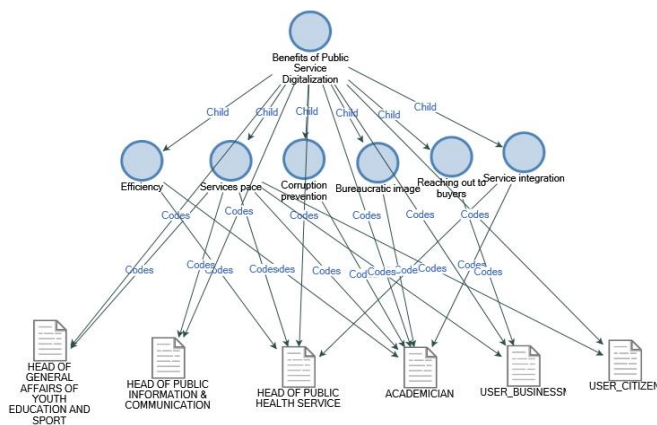 Benefits of Public
Service
Digitalization
Child
Child
Child
Child
Child
Child
Efficiency
Services pace
Corruption
prevention
Bureaucratic image
Reaching out to
buyers
Service integration
Codes
Codes
Codes
Codes
Codes
Codes
Codes
Codes
Codes
Codes
Codes
Codes
Codes
HEAD OF
GENERAL
AFFAIRS OF
YOUTH
EDUCATION AND
SPORT
HEAD OF PUBLIC
INFORMATION &
COMMUNICATION
HEAD OF PUBLIC
HEALTH SERVICE
ACADEMICIAN
USER_BUSINESSM
USER_CITIZEN